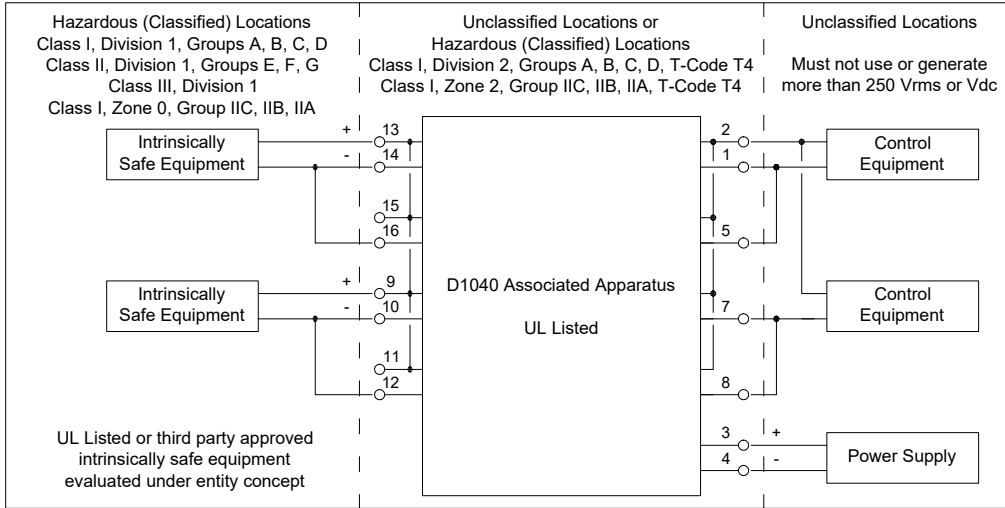 Hazardous (Classified) Locations
Class I, Division 1, Groups A, B, C, D
Class II, Division 1, Groups E, F, G
Class III, Division 1
Class I, Zone 0, Group IIC, IIB, IIA
Unclassified Locations or
Hazardous (Classified) Locations
Class I, Division 2, Groups A, B, C, D, T-Code T4
Class I, Zone 2, Group IIC, IIB, IIA, T-Code T4
Unclassified Locations
Must not use or generate
more than 250 Vrms or Vdc
Intrinsically
Safe Equipment
+
-
13
14
15
16
Intrinsically
Safe Equipment
+
-
9
10
11
12
D1040 Associated Apparatus
UL Listed
2
1
5
7
8
3
4
+
-
Control
Equipment
Control
Equipment
Power Supply
UL Listed or third party approved
intrinsically safe equipment
evaluated under entity concept